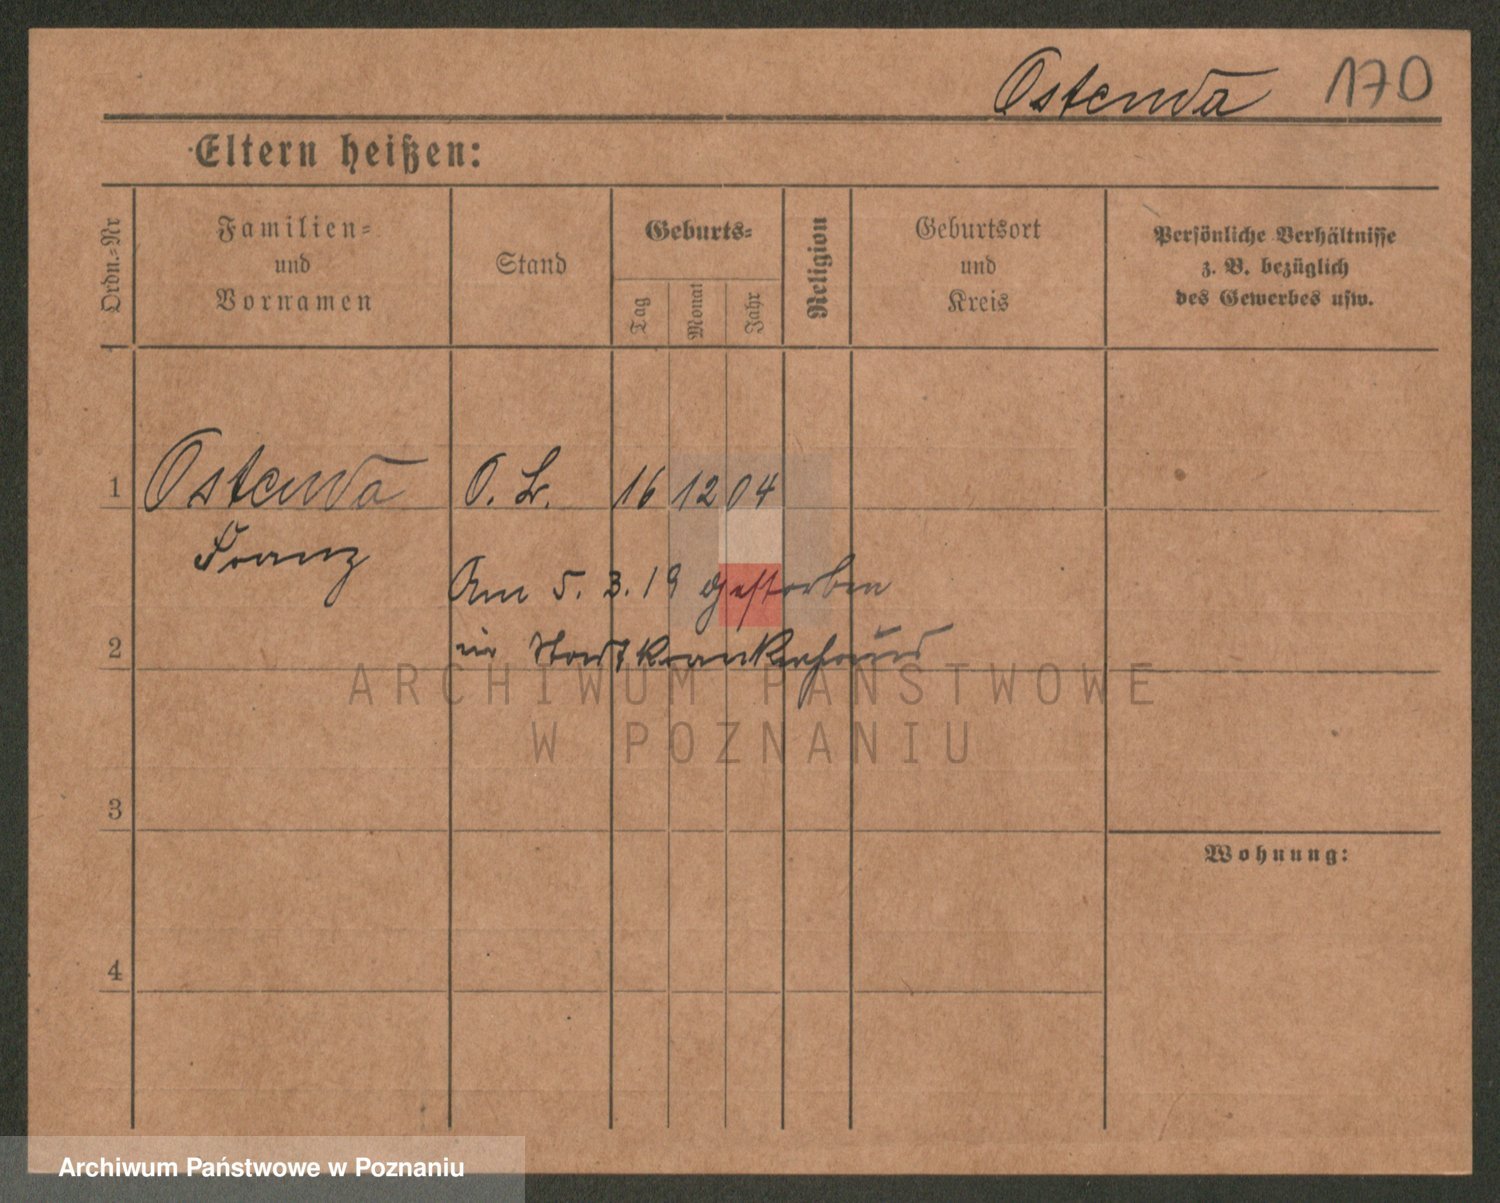 Ostenda 170
Eltern heißen:
Ordn.-Nr
Familien-
und
Vornamen
Stand
Geburts-
Tag
Monat
Jahr
Religion
Geburtsort
und
Kreis
Persönliche Verhältnisse
z. B. bezüglich
des Gewerbes usw.
1 Ostenda 16 12 04
Franz
Am 5. 3. 19 gestorben
2 im Stadtkrankenhaus
ARCHIWUM PAŃSTWOWE
W POZNANIU
3
Wohnung:
4
Archiwum Państwowe w Poznaniu